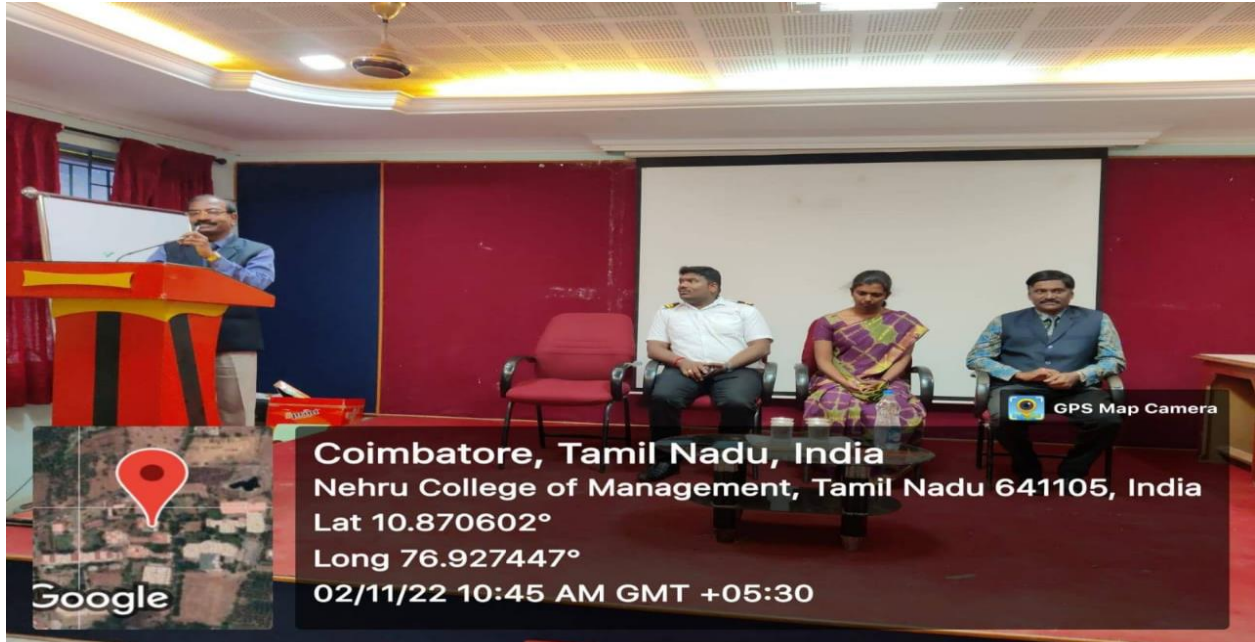 GPS Map Camera
Coimbatore, Tamil Nadu, India
Nehru College of Management, Tamil Nadu 641105, India
Lat 10.870602°
Long 76.927447°
02/11/22 10:45 AM GMT +05:30
Google